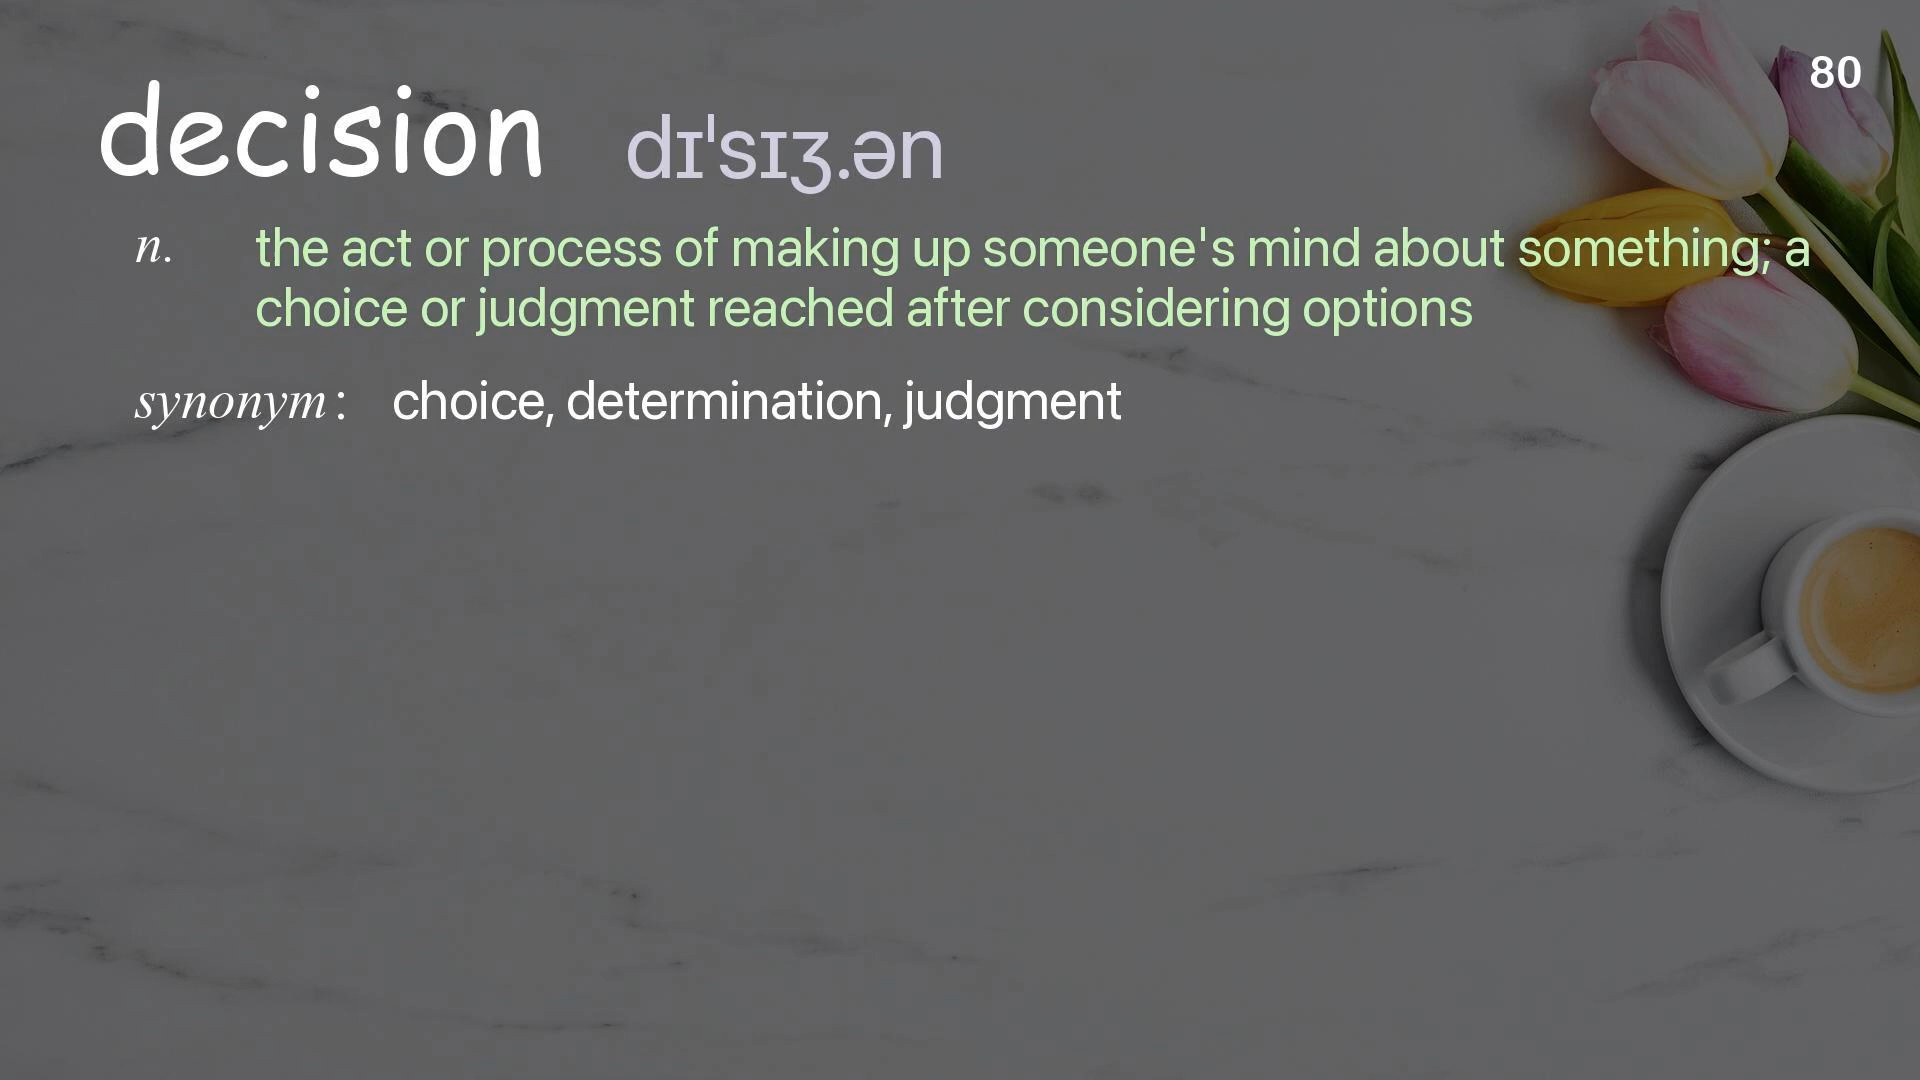 80
decision dɪˈsɪʒ.ən
n. the act or process of making up someone's mind about something; a
choice or judgment reached after considering options
synonym : choice, determination, judgment